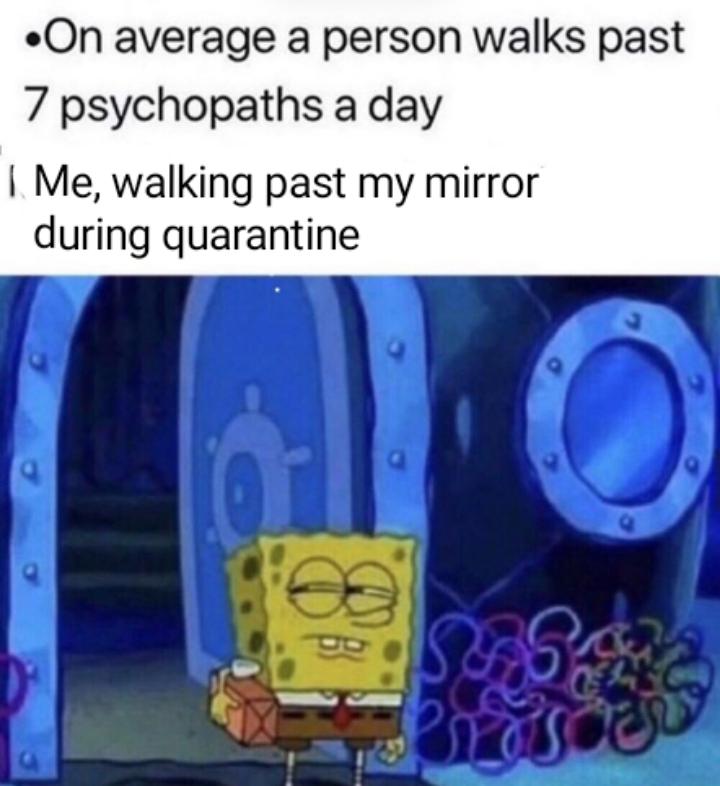 •On average a person walks past
7 psychopaths a day
Me, walking past my mirror
during quarantine